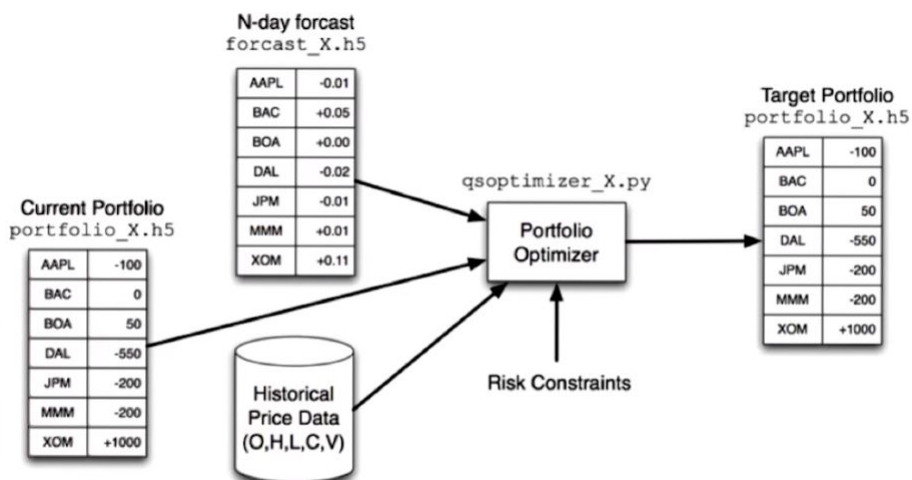 N-day forcast
forcast_X.h5
AAPL -0.01
BAC +0.05
BOA +0.00
DAL -0.02
JPM -0.01
MMM +0.01
XOM +0.11
Current Portfolio
portfolio_X.h5
AAPL -100
BAC 0
BOA 50
DAL -550
JPM -200
MMM -200
XOM +1000
Historical
Price Data
(O,H,L,C,V)
qsoptimizer_X.py
Portfolio
Optimizer
Risk Constraints
Target Portfolio
portfolio_X.h5
AAPL -100
BAC 0
BOA 50
DAL -550
JPM -200
MMM -200
XOM +1000